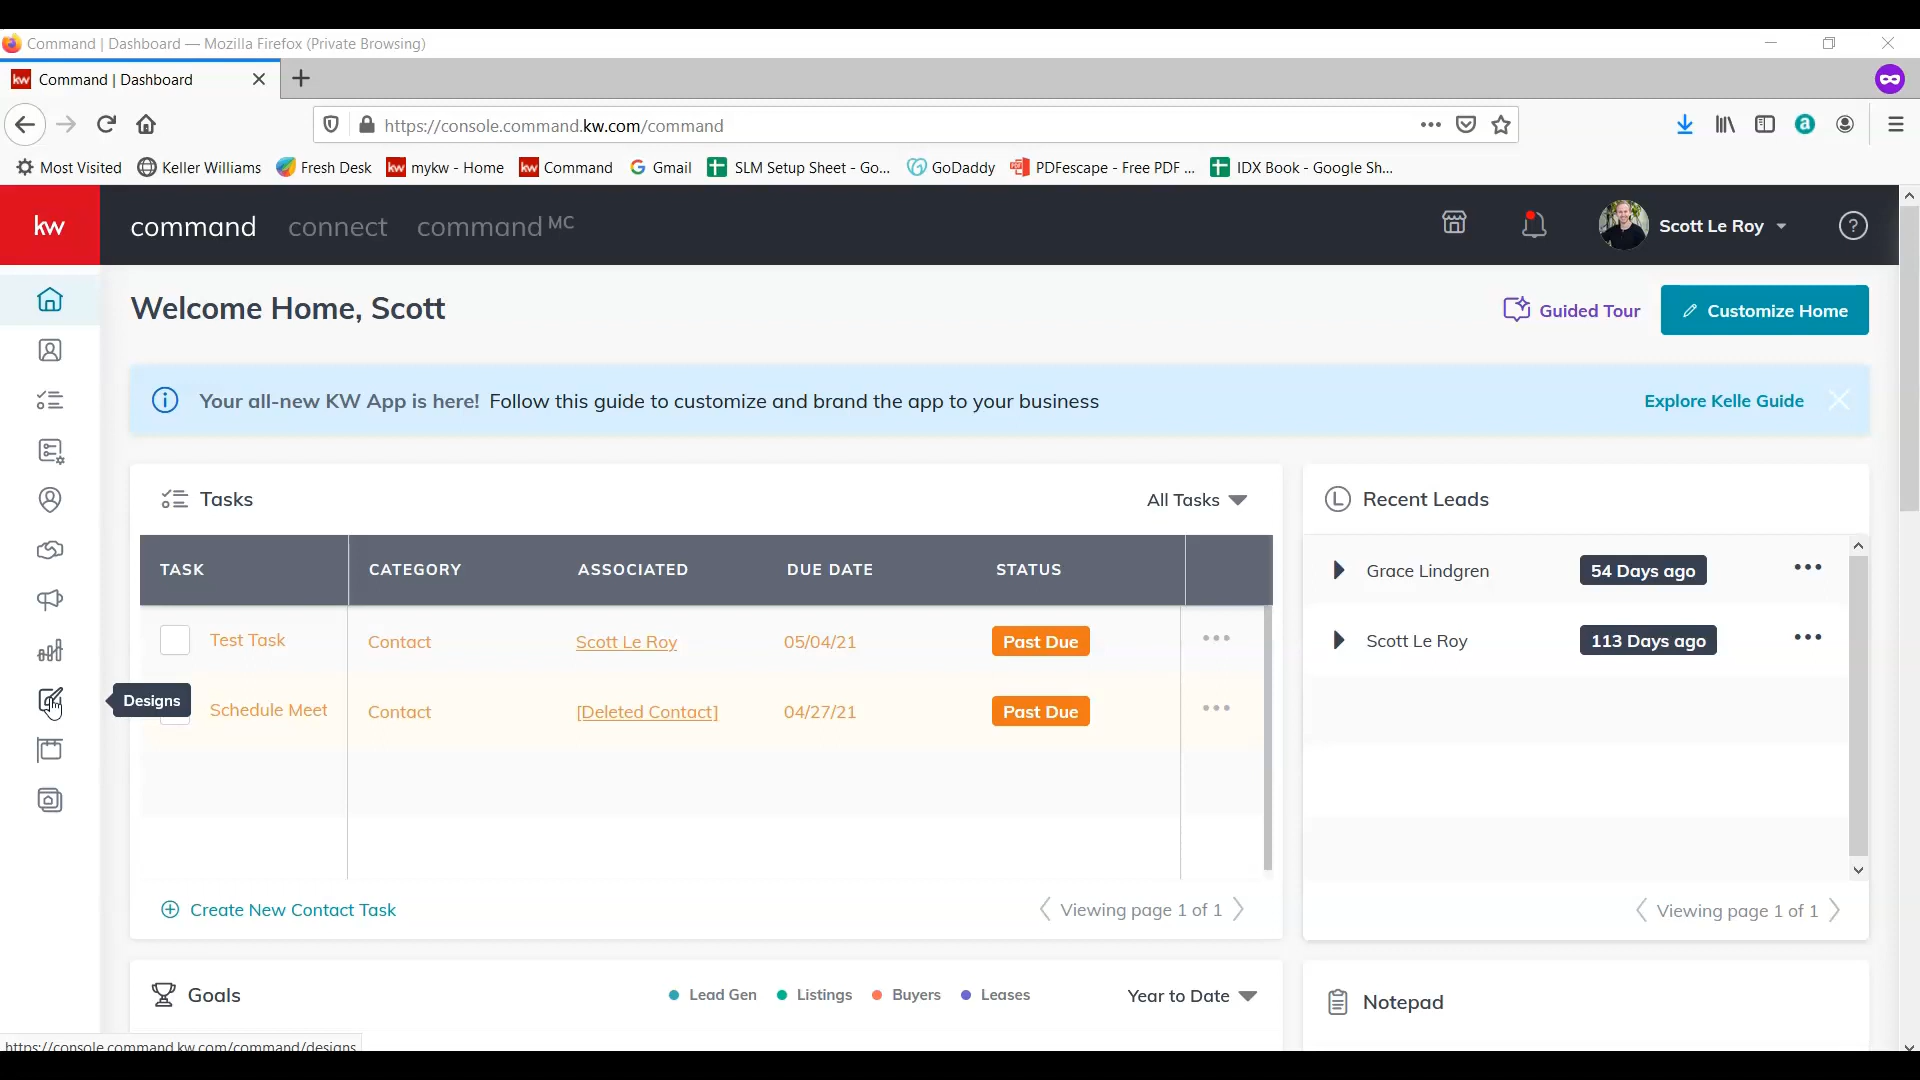 Command | Dashboard — Mozilla Firefox (Private Browsing)
kw Command | Dashboard
https://console.command.kw.com/command
Most Visited Keller Williams Fresh Desk kw mykw - Home kw Command Gmail SLM Setup Sheet - Go... GoDaddy PDFescape - Free PDF ... IDX Book - Google Sh...
kw command connect command MC Scott Le Roy ?
Welcome Home, Scott Guided Tour Customize Home
Your all-new KW App is here! Follow this guide to customize and brand the app to your business Explore Kelle Guide
Tasks All Tasks
TASK CATEGORY ASSOCIATED DUE DATE STATUS
Test Task Contact Scott Le Roy 05/04/21 Past Due
Designs
Schedule Meet Contact [Deleted Contact] 04/27/21 Past Due
Create New Contact Task Viewing page 1 of 1
L Recent Leads
Grace Lindgren 54 Days ago
Scott Le Roy 113 Days ago
Viewing page 1 of 1
Goals Lead Gen Listings Buyers Leases Year to Date
Notepad
https://console.command.kw.com/command/designs